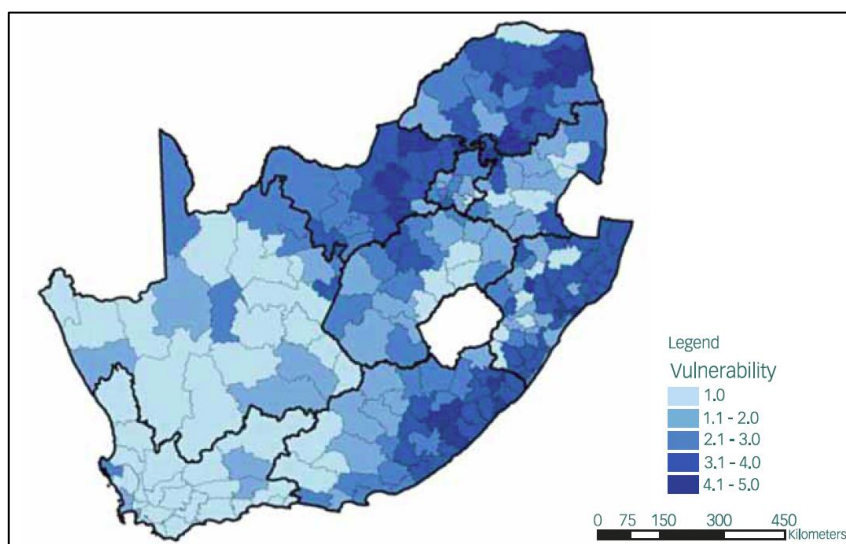 Legend
Vulnerability
1.0
1.1 - 2.0
2.1 - 3.0
3.1 - 4.0
4.1 - 5.0
0 75 150 300 450
Kilometers